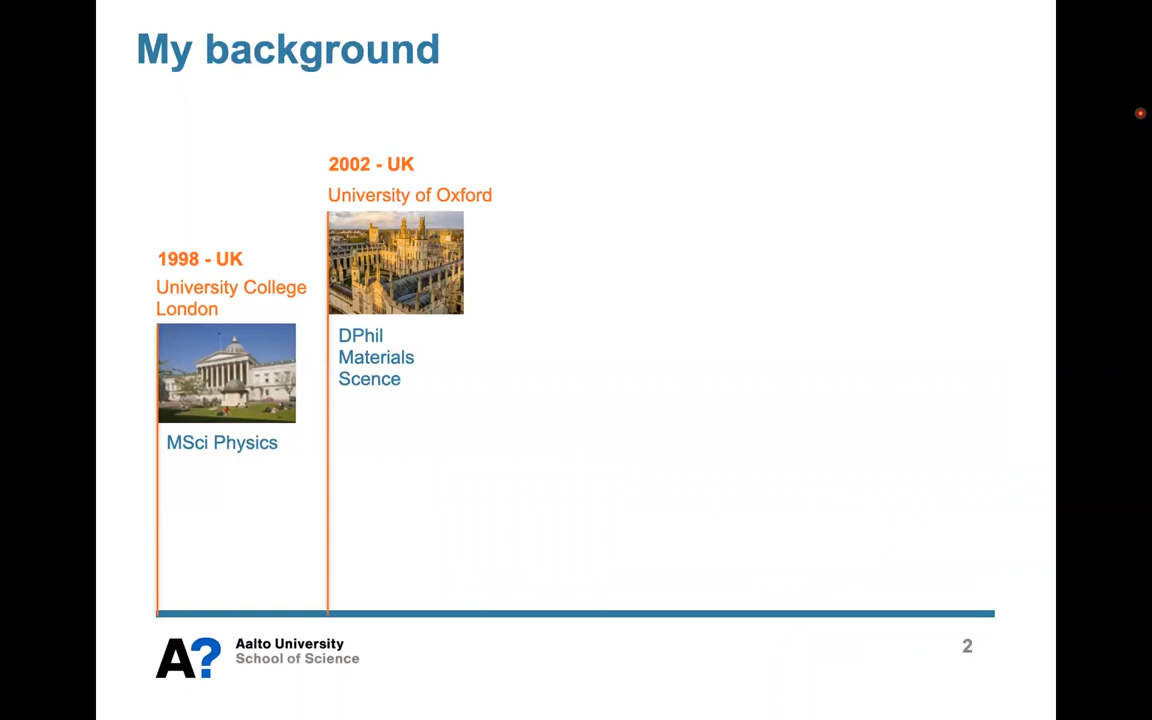 My background
2002 - UK
University of Oxford
1998 - UK
University College
London
DPhil
Materials
Scence
MSci Physics
A?
Aalto University
School of Science
2